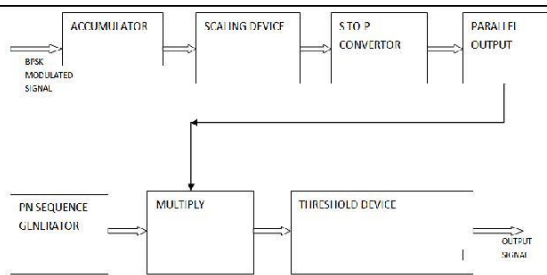 ACCUMULATOR
SCALING DEVICE
S TO P
CONVERTOR
PARALLEL
OUTPUT
BPSK
MODULATED
SIGNAL
PN SEQUENCE
GENERATOR
MULTIPLY
THRESHOLD DEVICE
OUTPUT
SIGNAL